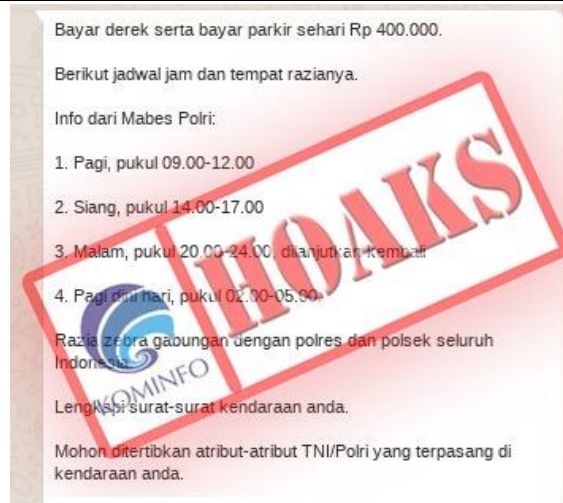 Bayar derek serta bayar parkir sehari Rp 400.000.
Berikut jadwal jam dan tempat razianya.
Info dari Mabes Polri:
1. Pagi, pukul 09.00-12.00
2. Siang, pukul 14.00-17.00
3. Malam, pukul 20.00-24.00, dilanjutkan kembali
4. Pagi dini hari, pukul 02.00-05.00.
Razia zebra gabungan dengan polres dan polsek seluruh
Indonesia.
Lengkapi surat-surat kendaraan anda.
Mohon ditertibkan atribut-atribut TNI/Polri yang terpasang di
kendaraan anda.
KOMINFO
HOAKS